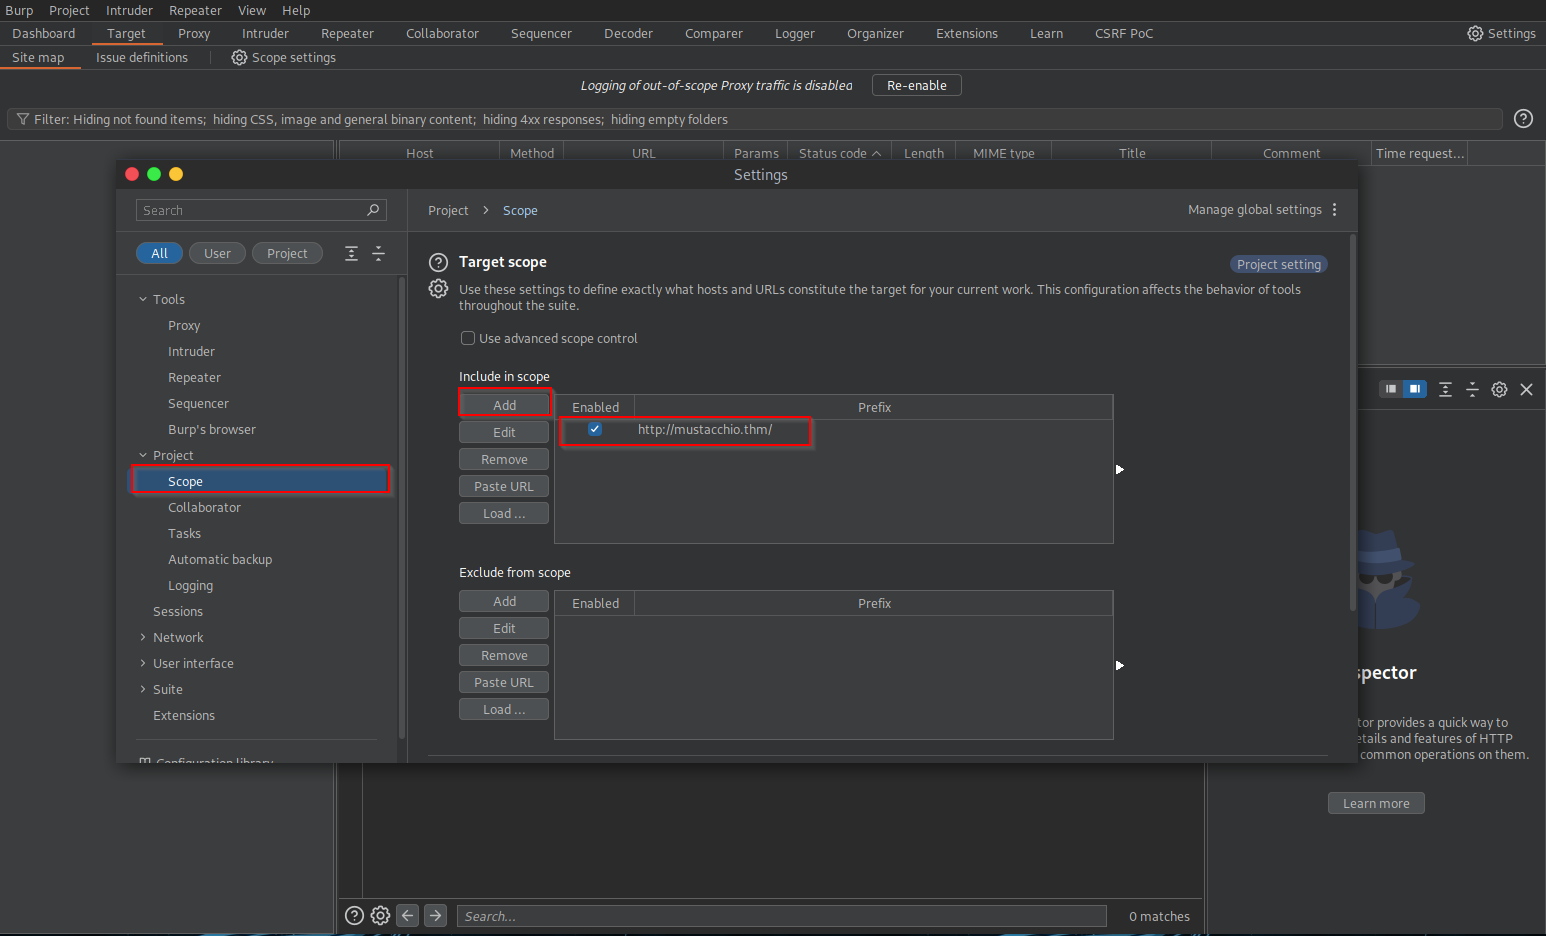 Burp Project Intruder Repeater View Help
Dashboard Target Proxy Intruder Repeater Collaborator Sequencer Decoder Comparer Logger Organizer Extensions Learn CSRF PoC Settings
Site map Issue definitions Scope settings
Logging of out-of-scope Proxy traffic is disabled Re-enable
Filter: Hiding not found items; hiding CSS, image and general binary content; hiding 4xx responses; hiding empty folders
Host Method URL Params Status code Length MIME type Title Comment Time request...
Settings
Search
Project > Scope
Manage global settings
All User Project
Tools
Proxy
Intruder
Repeater
Sequencer
Burp's browser
Project
Scope
Collaborator
Tasks
Automatic backup
Logging
Sessions
Network
User interface
Suite
Extensions
Configuration library
Target scope
Project setting
Use these settings to define exactly what hosts and URLs constitute the target for your current work. This configuration affects the behavior of tools
throughout the suite.
Use advanced scope control
Include in scope
Add
Edit
Remove
Paste URL
Load ...
Enabled Prefix
http://mustacchio.thm/
Exclude from scope
Add
Edit
Remove
Paste URL
Load ...
Enabled Prefix
spector
tor provides a quick way to
etails and features of HTTP
common operations on them.
Learn more
Search...
0 matches